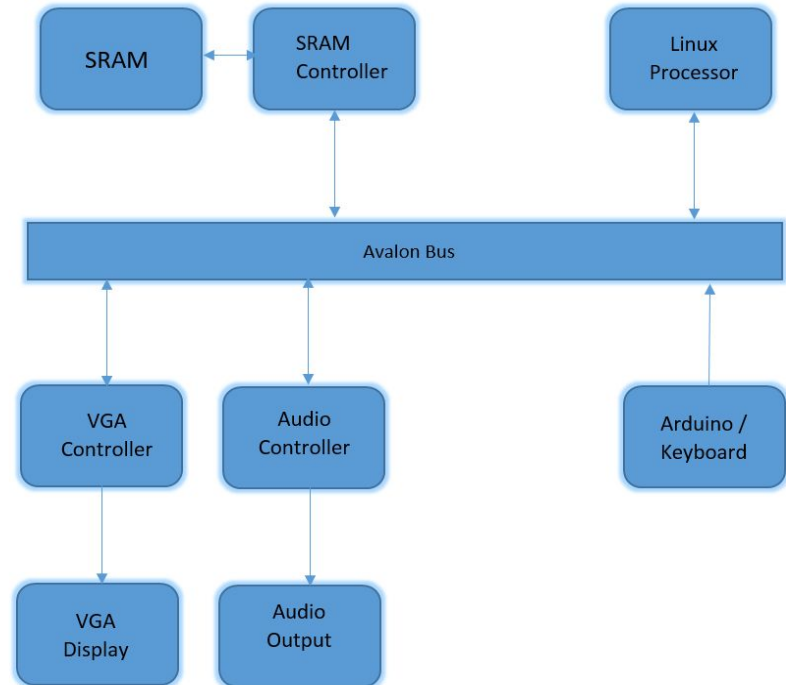 SRAM
SRAM
Controller
Linux
Processor
Avalon Bus
VGA
Controller
Audio
Controller
Arduino /
Keyboard
VGA
Display
Audio
Output